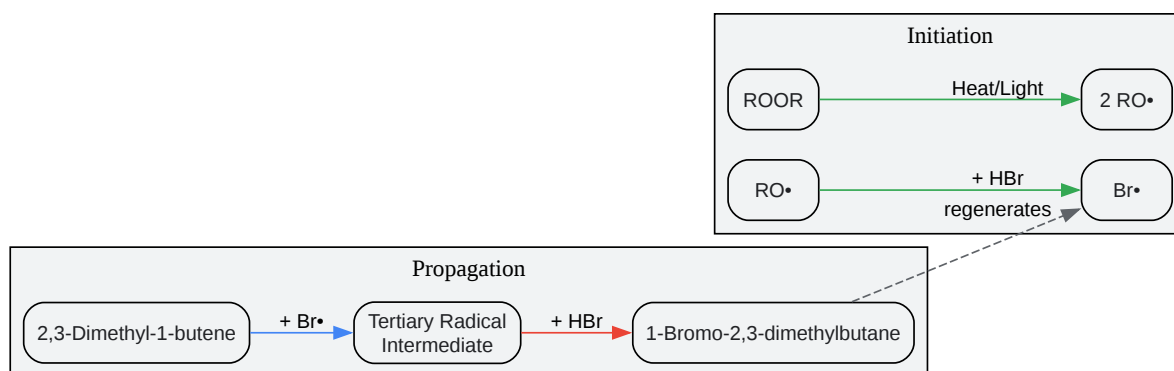 Initiation
ROOR
Heat/Light
2 RO•
RO•
+ HBr
Br•
regenerates
Propagation
2,3-Dimethyl-1-butene
+ Br•
Tertiary Radical
Intermediate
+ HBr
1-Bromo-2,3-dimethylbutane